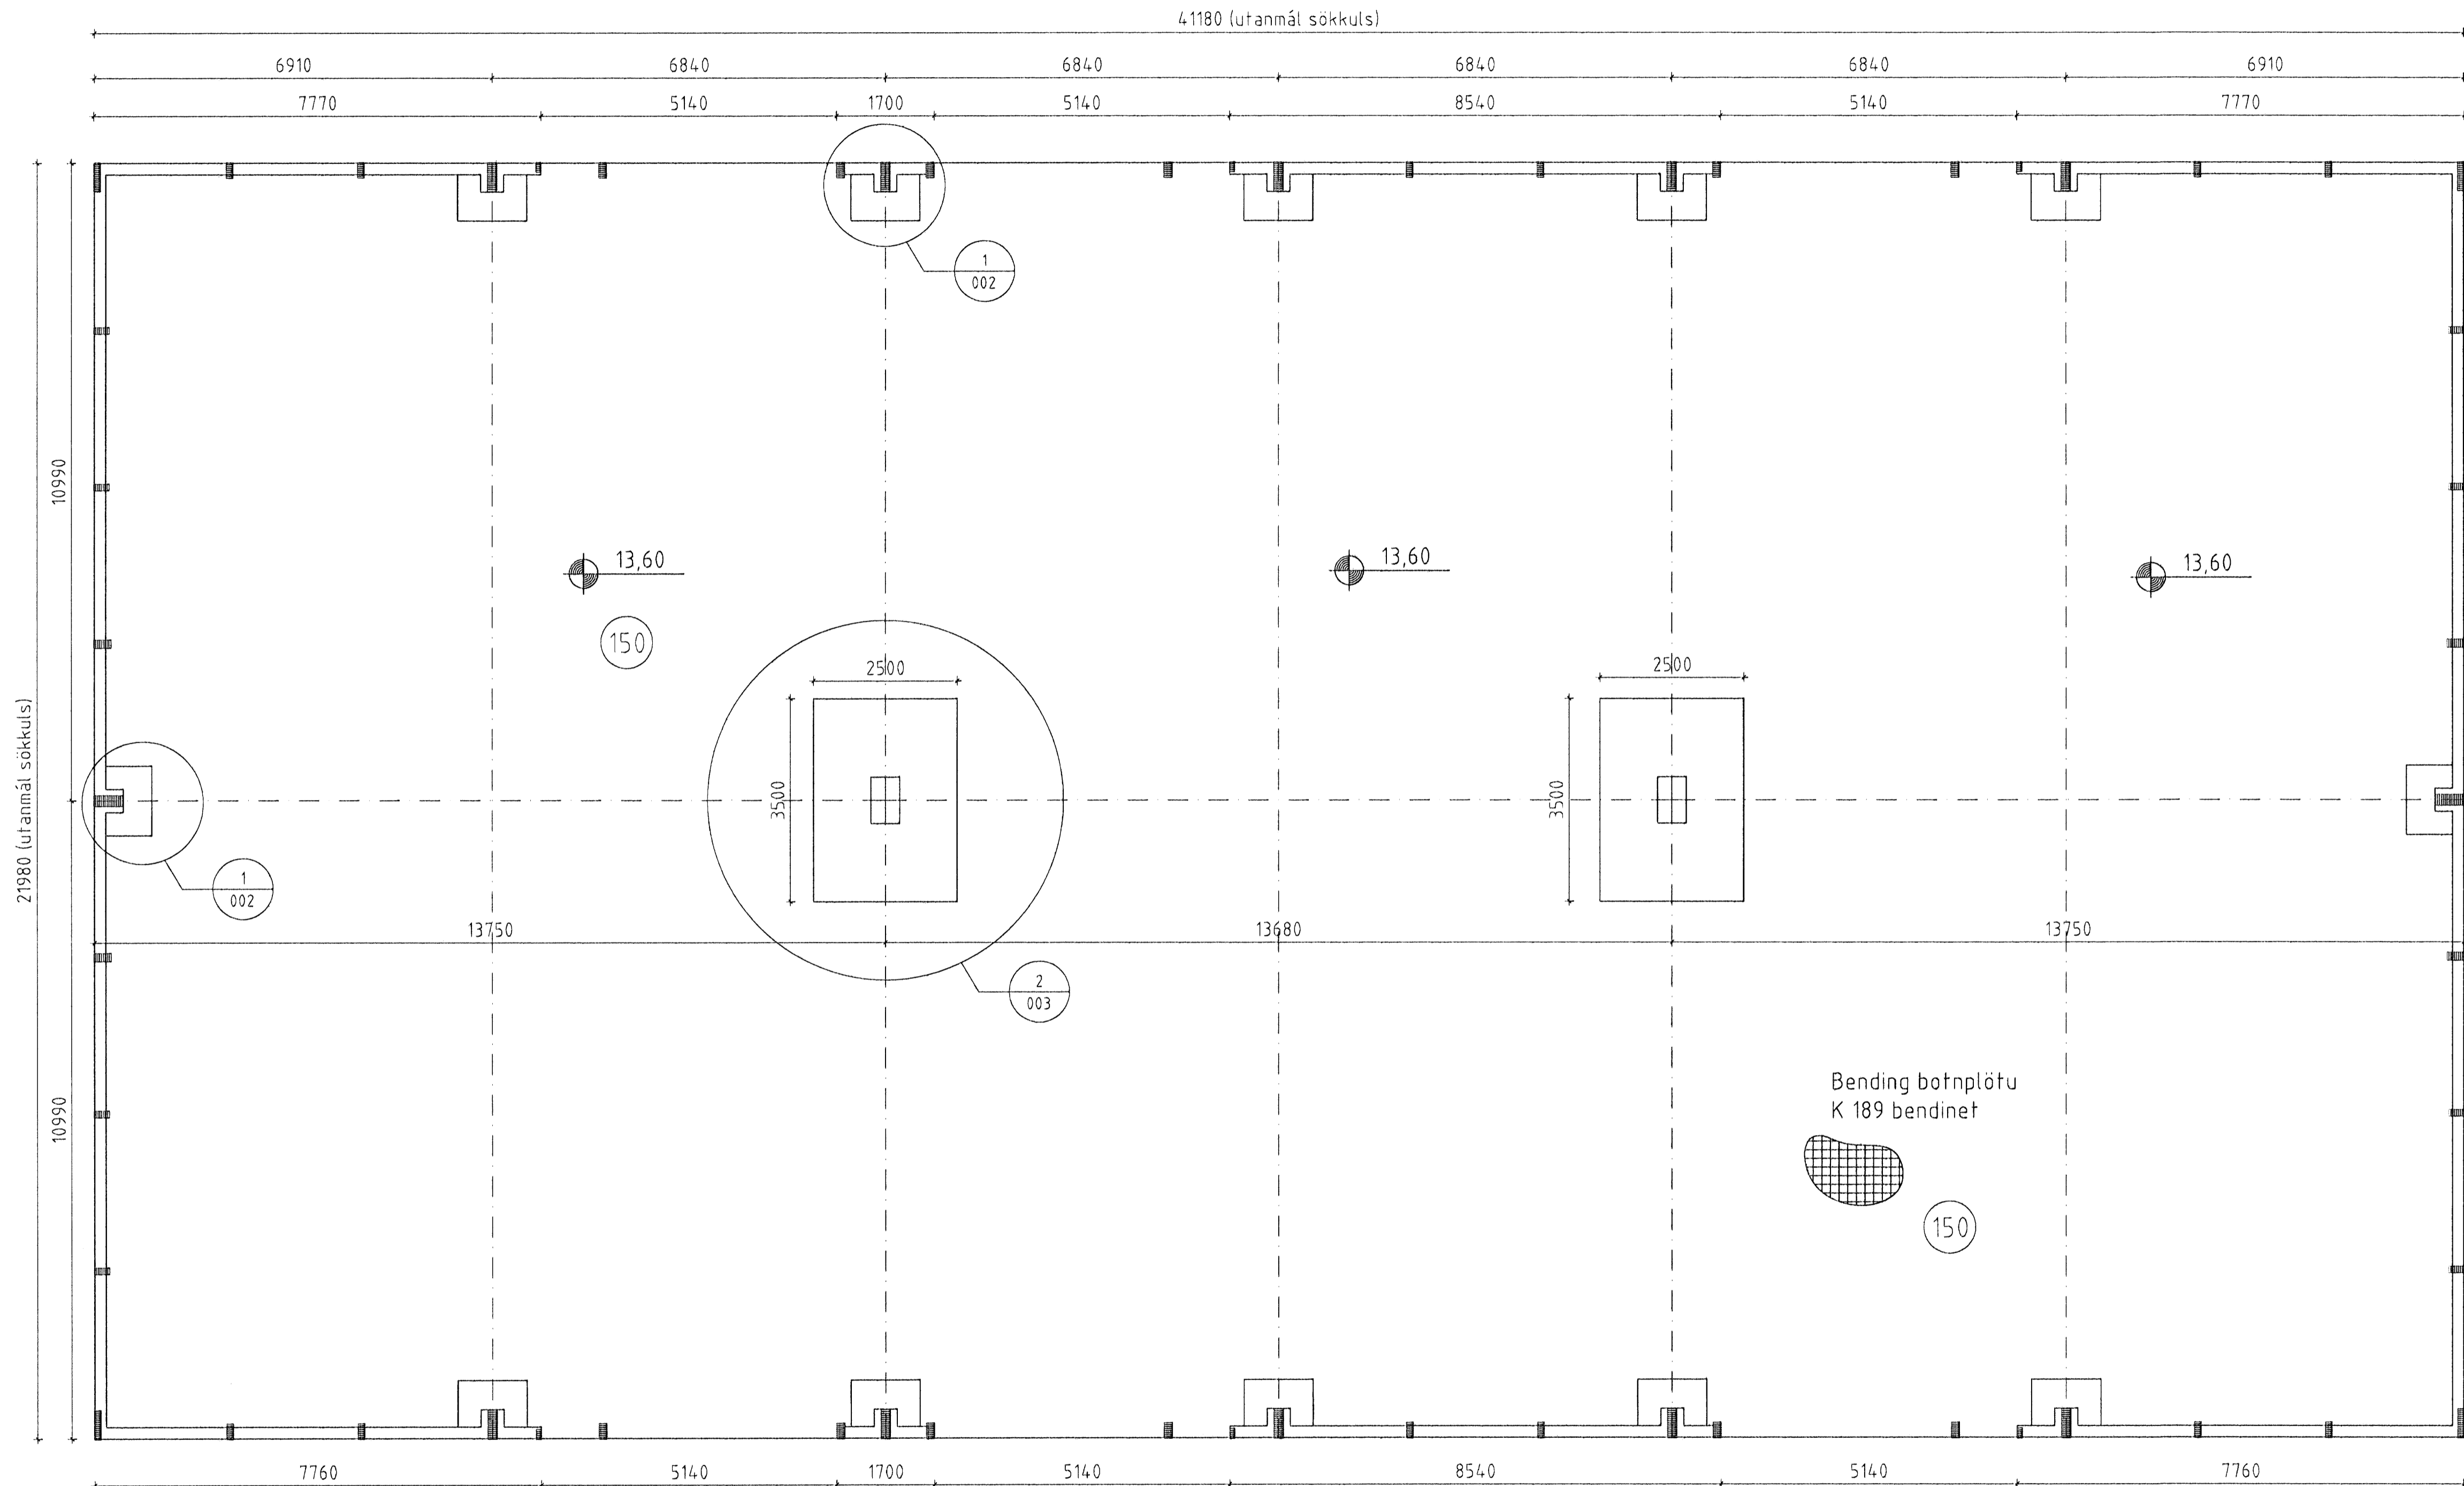 41180 (utanmál sökkuls)
6910 6840 6840 6840 6840 6910
7770 5140 1700 5140 8540 5140 7770
1
002
10990
13,60 13,60 13,60
150
2500 2500
3500 3500
21980 (utanmál sökkuls)
1
002
13750 13680 13750
2
003
Bending botnplötu
K 189 bendinet
10990
150
7760 5140 1700 5140 8540 5140 7760